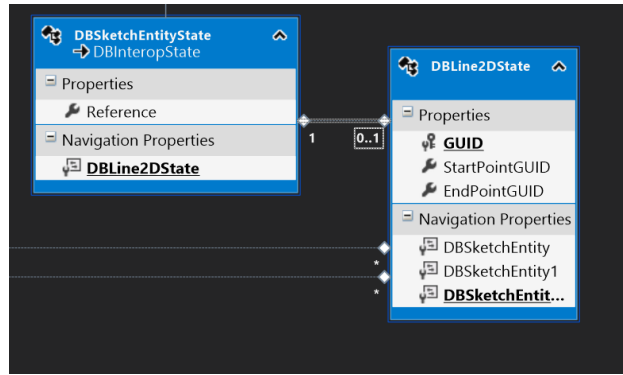 DBSketchEntityState
DBInteropState
Properties
Reference
Navigation Properties
DBLine2DState
1
0..1
DBLine2DState
Properties
GUID
StartPointGUID
EndPointGUID
Navigation Properties
DBSketchEntity
DBSketchEntity1
DBSketchEntit...
*
*